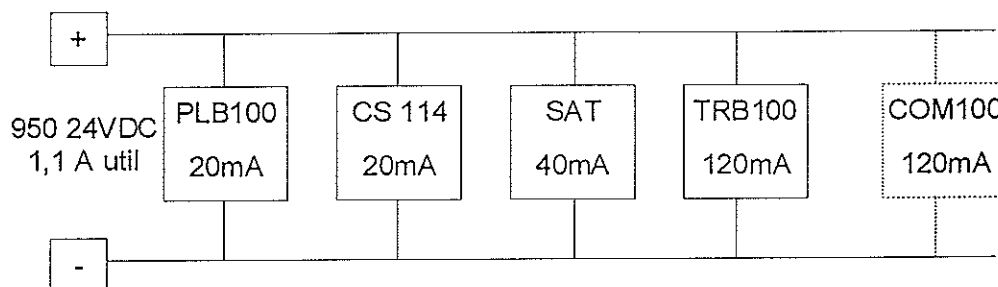 +
950 24VDC
1,1 A util
PLB100
20mA
CS 114
20mA
SAT
40mA
TRB100
120mA
COM100
120mA
-